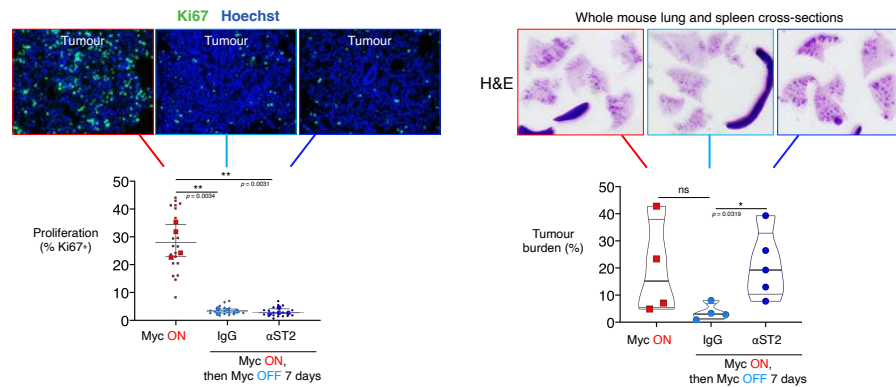 Ki67 Hoechst
Tumour Tumour Tumour
**
**
p = 0.0031
p = 0.0034
50
40
30
20
10
0
Proliferation
(% Ki67+)
Myc ON IgG αST2
Myc ON,
then Myc OFF 7 days
Whole mouse lung and spleen cross-sections
H&E
ns
*
p = 0.0319
50
40
30
20
10
0
Tumour
burden (%)
Myc ON IgG αST2
Myc ON,
then Myc OFF 7 days